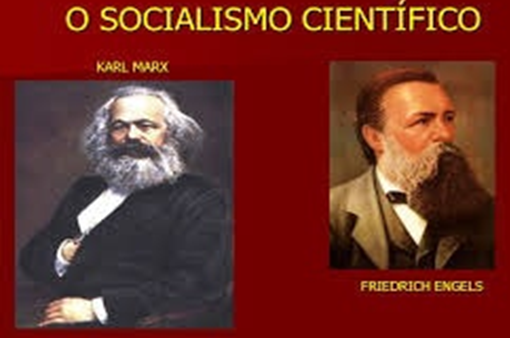 O SOCIALISMO CIENTÍFICO
KARL MARX
FRIEDRICH ENGELS